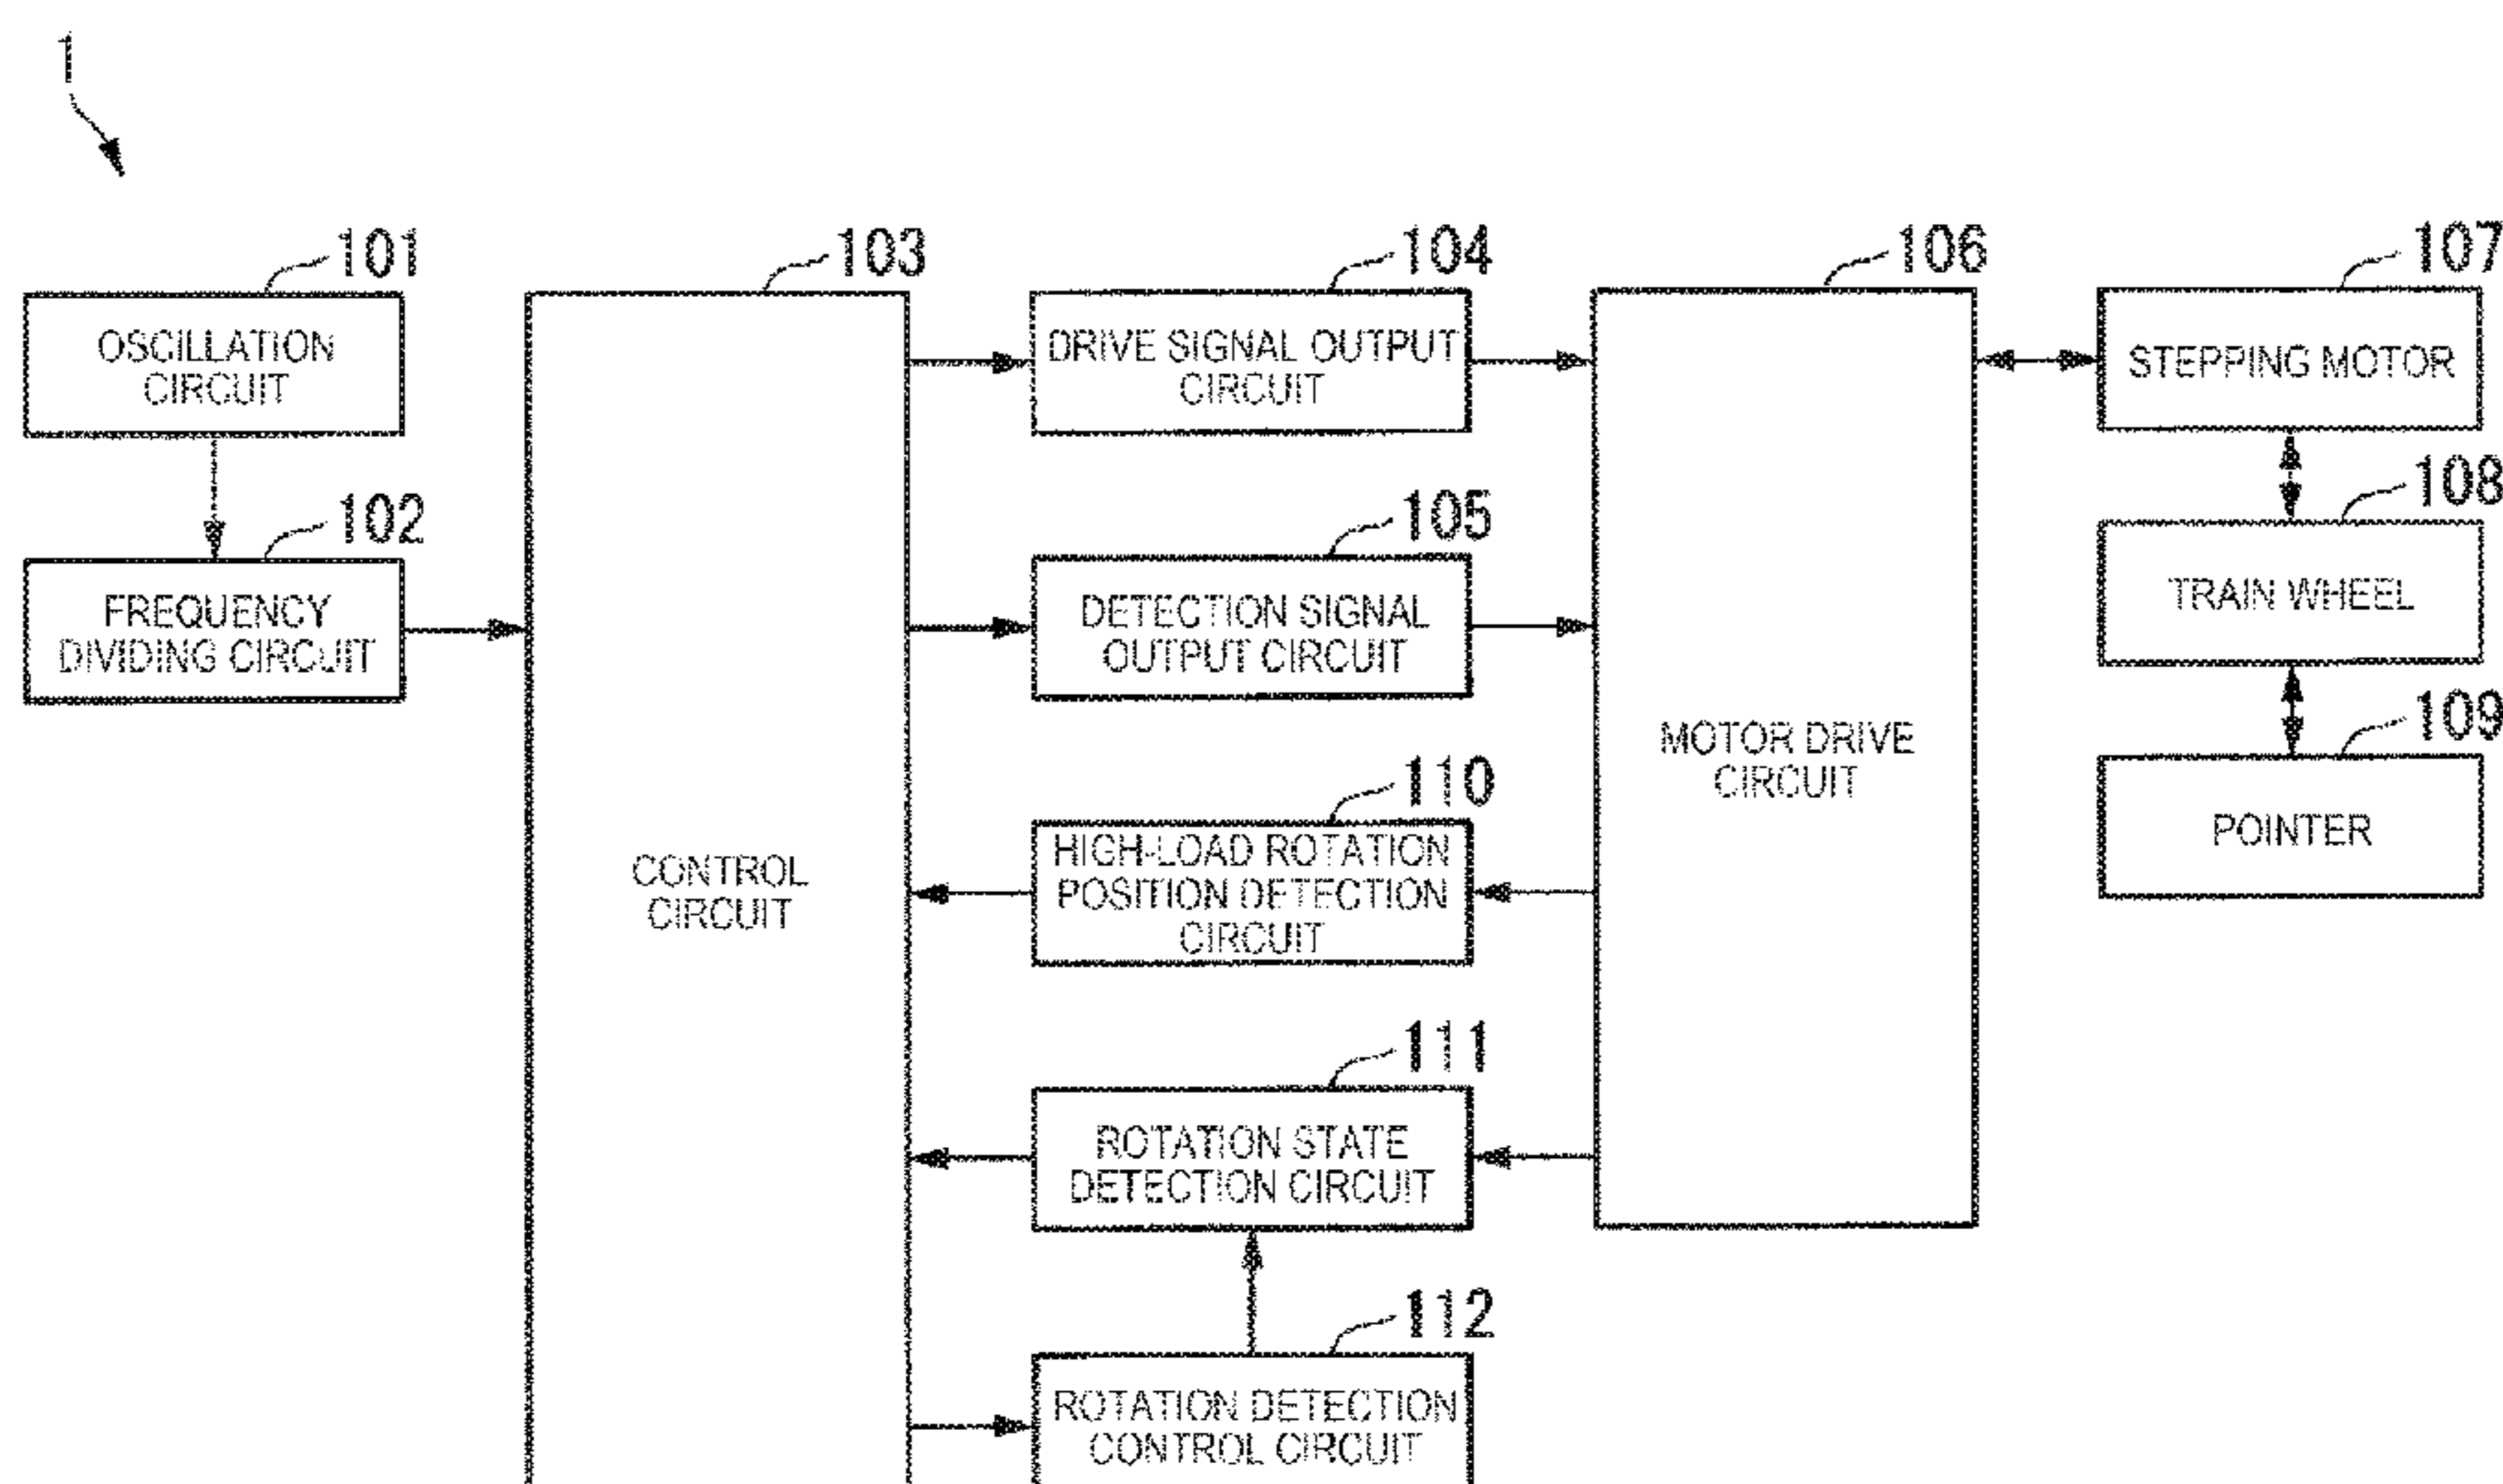 1
101
OSCILLATION
CIRCUIT
102
FREQUENCY
DIVIDING CIRCUIT
103
CONTROL
CIRCUIT
104
DRIVE SIGNAL OUTPUT
CIRCUIT
105
DETECTION SIGNAL
OUTPUT CIRCUIT
110
HIGH-LOAD ROTATION
POSITION DETECTION
CIRCUIT
111
ROTATION STATE
DETECTION CIRCUIT
112
ROTATION DETECTION
CONTROL CIRCUIT
106
MOTOR DRIVE
CIRCUIT
107
STEPPING MOTOR
108
TRAIN WHEEL
109
POINTER